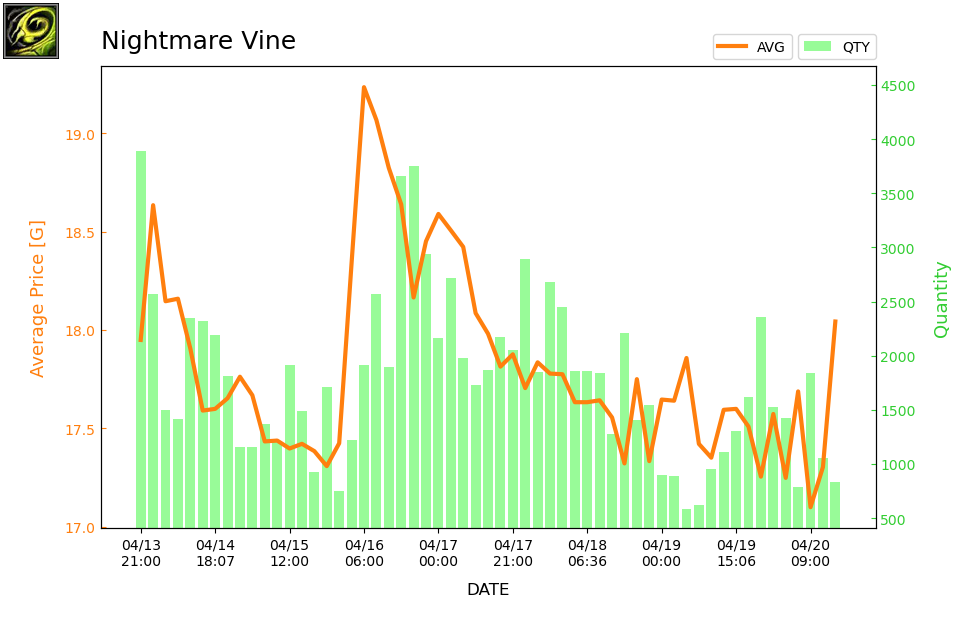 Nightmare Vine
AVG
QTY
Average Price [G]
19.0
18.5
18.0
17.5
17.0
4500
4000
3500
3000
2500
2000
1500
1000
500
Quantity
04/13 04/14 04/15 04/16 04/17 04/17 04/18 04/19 04/19 04/20
21:00 18:07 12:00 06:00 00:00 21:00 06:36 00:00 15:06 09:00
DATE